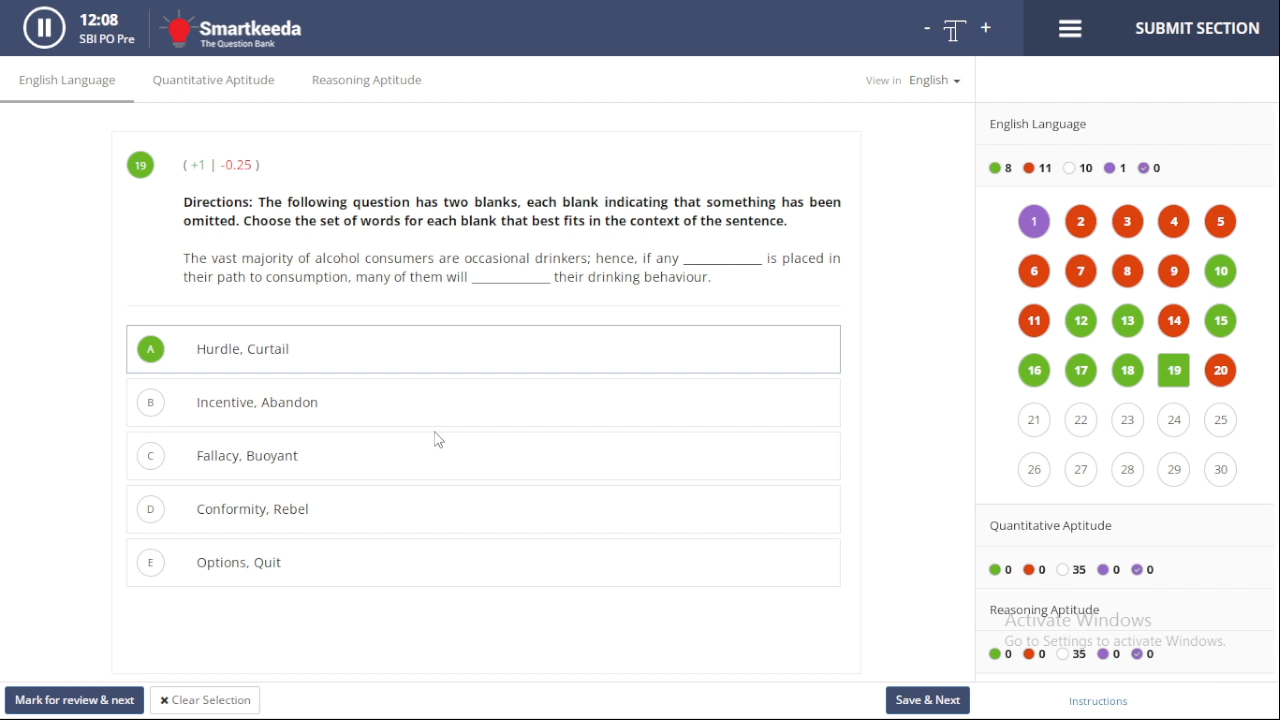 12:08
SBI PO Pre
Smartkeeda
The Question Bank
- T +
SUBMIT SECTION
English Language
Quantitative Aptitude
Reasoning Aptitude
View in English
19
( +1 | -0.25 )
Directions: The following question has two blanks, each blank indicating that something has been
omitted. Choose the set of words for each blank that best fits in the context of the sentence.
The vast majority of alcohol consumers are occasional drinkers; hence, if any ____________ is placed in
their path to consumption, many of them will ____________ their drinking behaviour.
A Hurdle, Curtail
B Incentive, Abandon
C Fallacy, Buoyant
D Conformity, Rebel
E Options, Quit
English Language
8 11 10 1 0
1 2 3 4 5
6 7 8 9 10
11 12 13 14 15
16 17 18 19 20
21 22 23 24 25
26 27 28 29 30
Quantitative Aptitude
0 0 35 0 0
Reasoning Aptitude
Activate Windows
Go to Settings to activate Windows.
0 0 35 0 0
Mark for review & next
✖ Clear Selection
Save & Next
Instructions